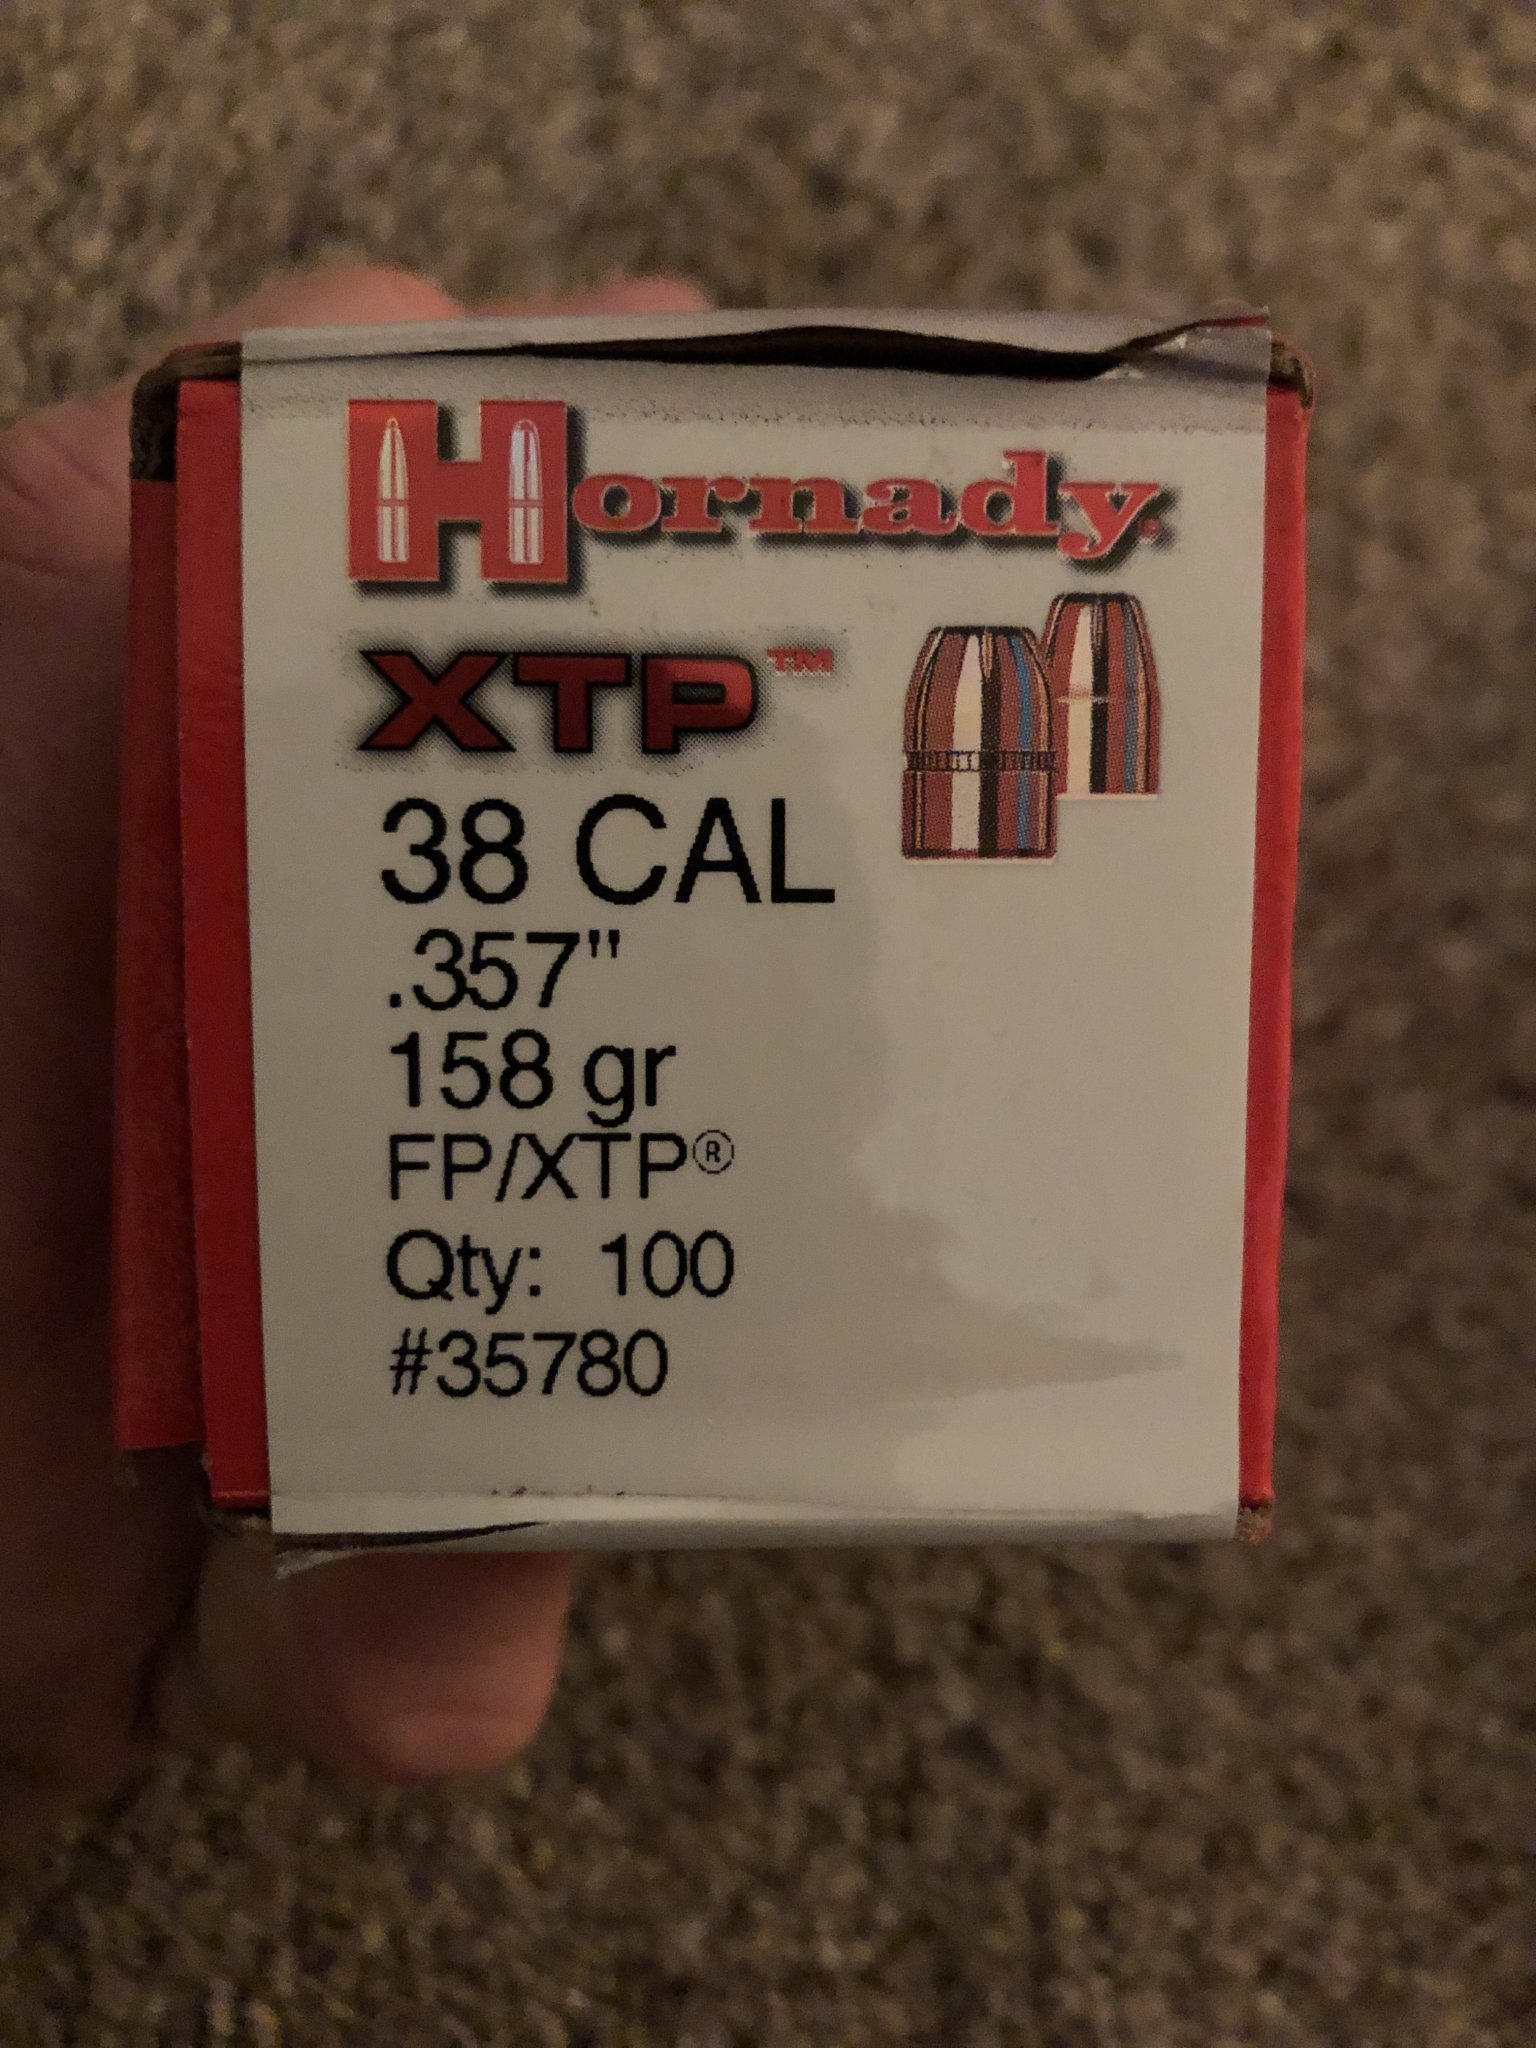 Hornady®
XTP™
38 CAL
.357"
158 gr
FP/XTP®
Qty: 100
#35780